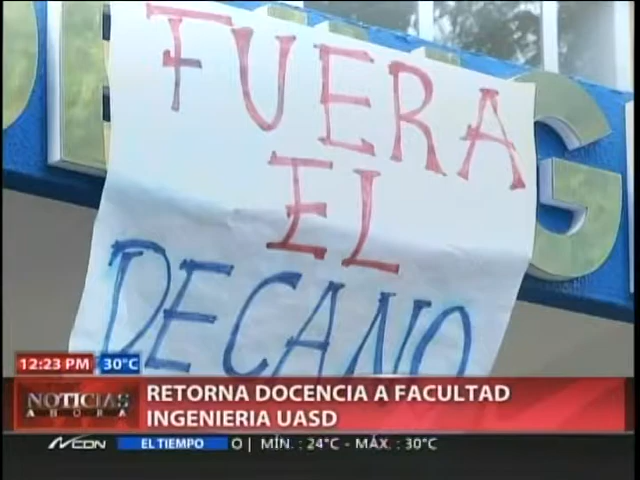 FUERA
EL
DECANO
G
12:23 PM 30°C
NOTICIAS
AHORA
RETORNA DOCENCIA A FACULTAD
INGENIERIA UASD
NCDN EL TIEMPO O | MÍN. : 24°C - MÁX. : 30°C